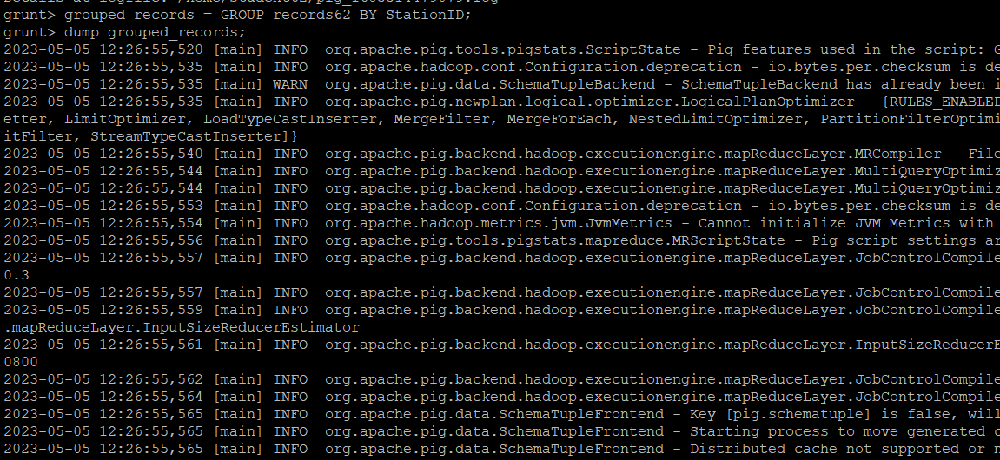 grunt> grouped_records = GROUP records62 BY StationID;
grunt> dump grouped_records;
2023-05-05 12:26:55,520 [main] INFO  org.apache.pig.tools.pigstats.ScriptState - Pig features used in the script: G
2023-05-05 12:26:55,535 [main] INFO  org.apache.hadoop.conf.Configuration.deprecation - io.bytes.per.checksum is de
2023-05-05 12:26:55,535 [main] WARN  org.apache.pig.data.SchemaTupleBackend - SchemaTupleBackend has already been i
2023-05-05 12:26:55,535 [main] INFO  org.apache.pig.newplan.logical.optimizer.LogicalPlanOptimizer - {RULES_ENABLED
etter, LimitOptimizer, LoadTypeCastInserter, MergeFilter, MergeForEach, NestedLimitOptimizer, PartitionFilterOptimi
itFilter, StreamTypeCastInserter]}
2023-05-05 12:26:55,540 [main] INFO  org.apache.pig.backend.hadoop.executionengine.mapReduceLayer.MRCompiler - File
2023-05-05 12:26:55,544 [main] INFO  org.apache.pig.backend.hadoop.executionengine.mapReduceLayer.MultiQueryOptimiz
2023-05-05 12:26:55,544 [main] INFO  org.apache.pig.backend.hadoop.executionengine.mapReduceLayer.MultiQueryOptimiz
2023-05-05 12:26:55,553 [main] INFO  org.apache.hadoop.conf.Configuration.deprecation - io.bytes.per.checksum is de
2023-05-05 12:26:55,554 [main] INFO  org.apache.hadoop.metrics.jvm.JvmMetrics - Cannot initialize JVM Metrics with
2023-05-05 12:26:55,556 [main] INFO  org.apache.pig.tools.pigstats.mapreduce.MRScriptState - Pig script settings ar
2023-05-05 12:26:55,557 [main] INFO  org.apache.pig.backend.hadoop.executionengine.mapReduceLayer.JobControlCompile
0.3
2023-05-05 12:26:55,557 [main] INFO  org.apache.pig.backend.hadoop.executionengine.mapReduceLayer.JobControlCompile
2023-05-05 12:26:55,559 [main] INFO  org.apache.pig.backend.hadoop.executionengine.mapReduceLayer.JobControlCompile
.mapReduceLayer.InputSizeReducerEstimator
2023-05-05 12:26:55,561 [main] INFO  org.apache.pig.backend.hadoop.executionengine.mapReduceLayer.InputSizeReducerE
0800
2023-05-05 12:26:55,562 [main] INFO  org.apache.pig.backend.hadoop.executionengine.mapReduceLayer.JobControlCompile
2023-05-05 12:26:55,564 [main] INFO  org.apache.pig.backend.hadoop.executionengine.mapReduceLayer.JobControlCompile
2023-05-05 12:26:55,565 [main] INFO  org.apache.pig.data.SchemaTupleFrontend - Key [pig.schematuple] is false, will
2023-05-05 12:26:55,565 [main] INFO  org.apache.pig.data.SchemaTupleFrontend - Starting process to move generated c
2023-05-05 12:26:55,565 [main] INFO  org.apache.pig.data.SchemaTupleFrontend - Distributed cache not supported or n